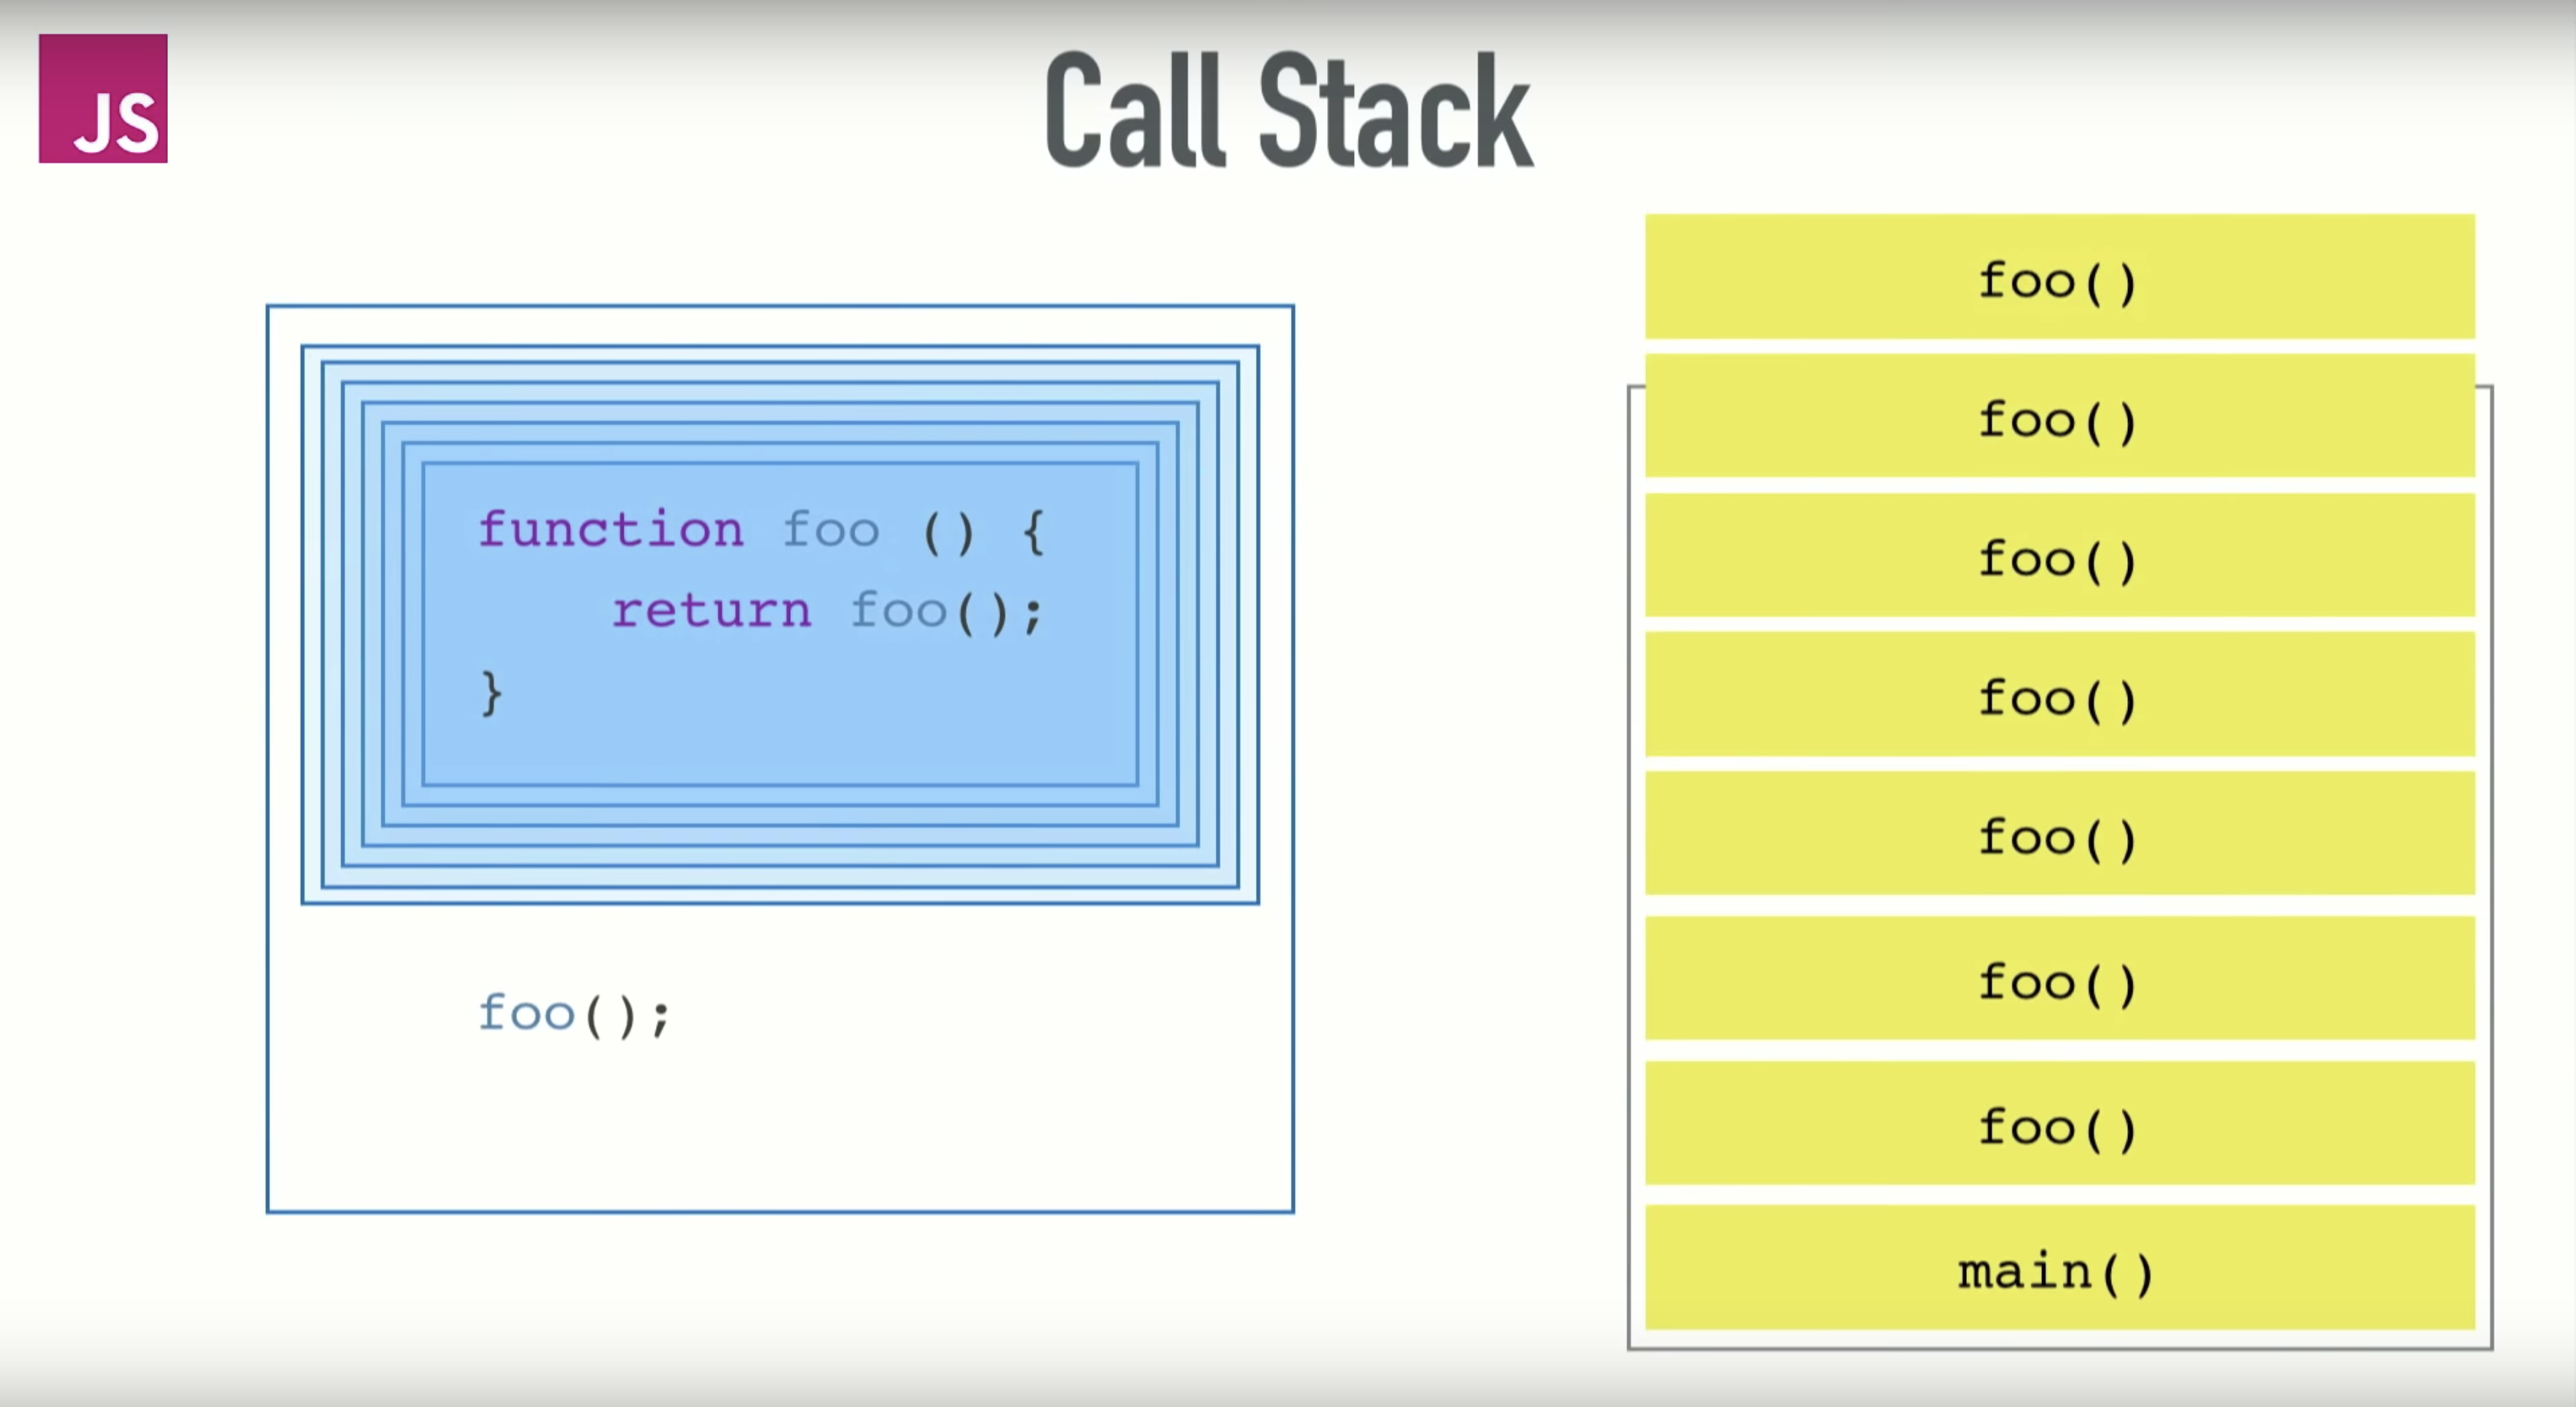 JS
Call Stack
function foo () {
    return foo();
}
foo();
foo()
foo()
foo()
foo()
foo()
foo()
foo()
main()